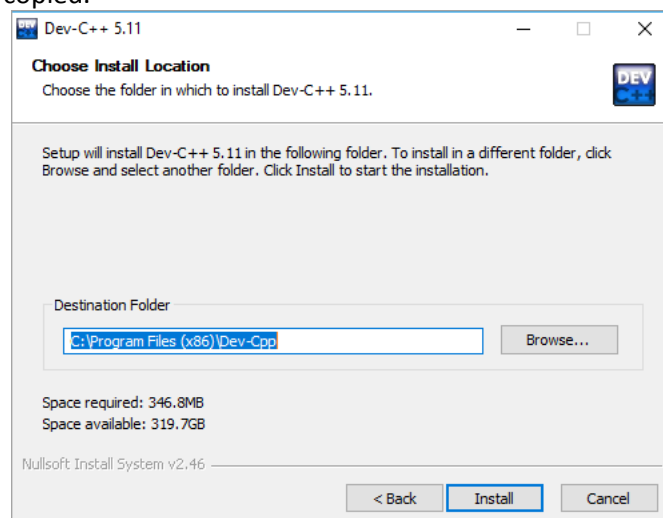 copied.
DEV Dev-C++ 5.11
Choose Install Location
Choose the folder in which to install Dev-C++ 5.11.
DEV
C++
Setup will install Dev-C++ 5.11 in the following folder. To install in a different folder, click
Browse and select another folder. Click Install to start the installation.
Destination Folder
C:\Program Files (x86)\Dev-Cpp
Browse...
Space required: 346.8MB
Space available: 319.7GB
Nullsoft Install System v2.46
< Back Install Cancel